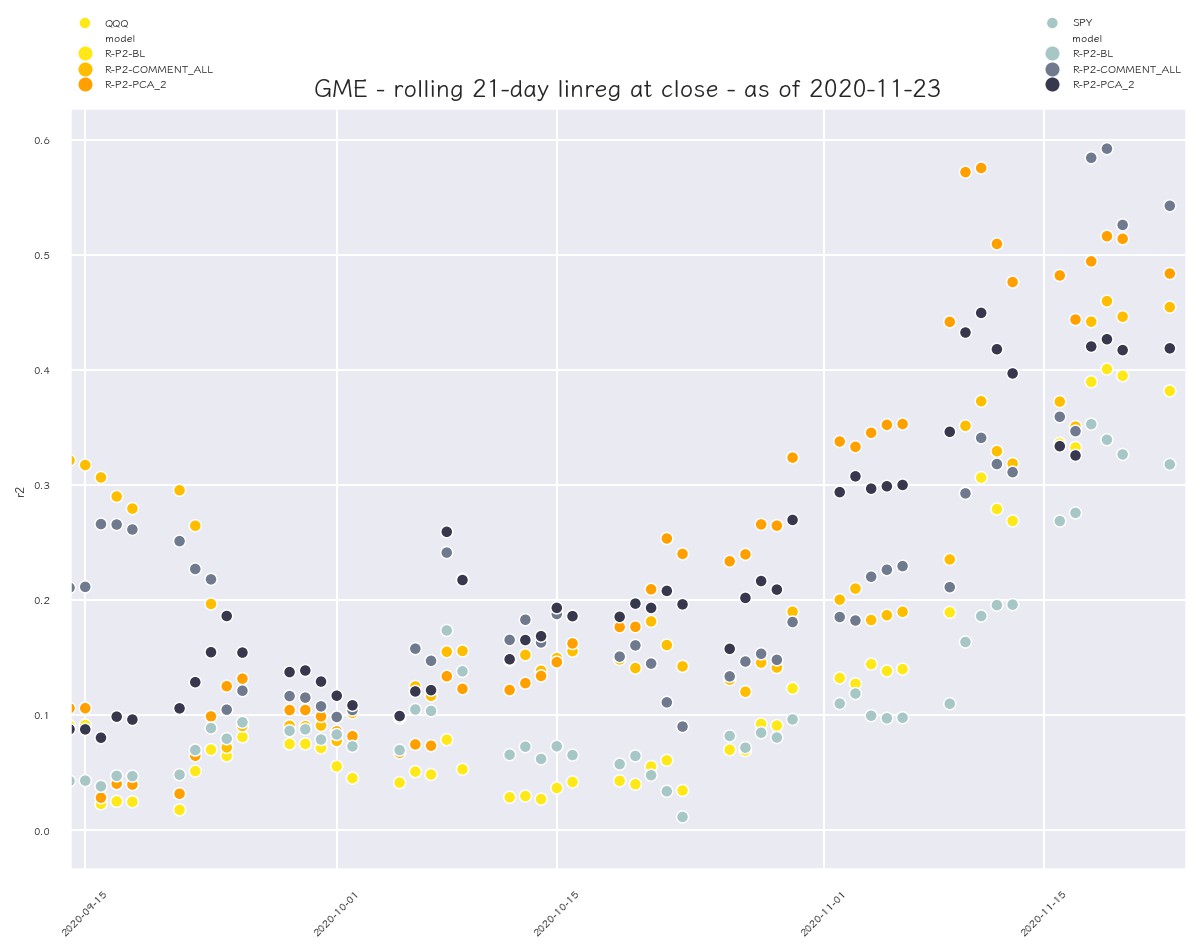 QQQ
model
R-P2-BL
R-P2-COMMENT_ALL
R-P2-PCA_2
SPY
model
R-P2-BL
R-P2-COMMENT_ALL
R-P2-PCA_2
GME - rolling 21-day linreg at close - as of 2020-11-23
r2
0.6
0.5
0.4
0.3
0.2
0.1
0.0
2020-09-15
2020-10-01
2020-10-15
2020-11-01
2020-11-15